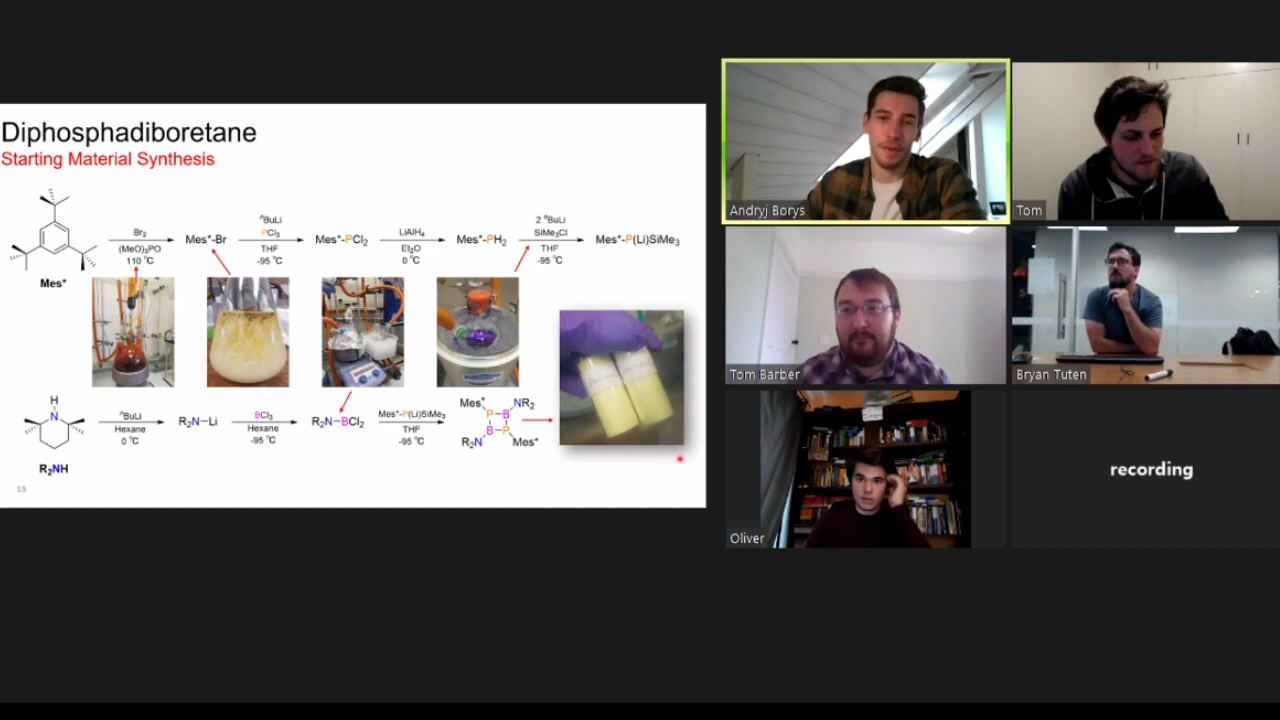 Diphosphadiboretane
Starting Material Synthesis
Mes*
Br₂
(MeO)₃PO
110 °C
Mes*-Br
ⁿBuLi
PCl₃
THF
-95 °C
Mes*-PCl₂
LiAlH₄
Et₂O
0 °C
Mes*-PH₂
2 ⁿBuLi
SiMe₃Cl
THF
-95 °C
Mes*-P(Li)SiMe₃
H
N
R₂NH
ⁿBuLi
Hexane
0 °C
R₂N-Li
BCl₃
Hexane
-95 °C
R₂N-BCl₂
Mes*-P(Li)SiMe₃
THF
-95 °C
Mes* NR₂
P B
B P
R₂N Mes*
13
Andryj Borys
Tom
Tom Barber
Bryan Tuten
Oliver
recording